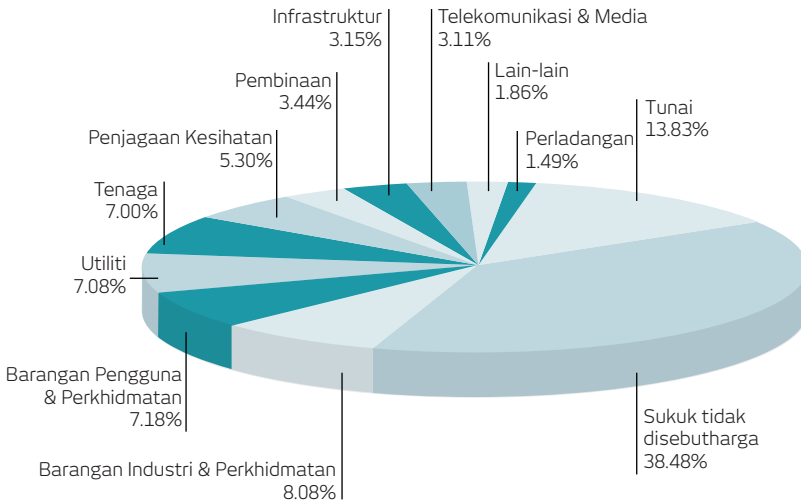 Infrastruktur
3.15%
Telekomunikasi & Media
3.11%
Pembinaan
3.44%
Lain-lain
1.86%
Tunai
13.83%
Penjagaan Kesihatan
5.30%
Perladangan
1.49%
Tenaga
7.00%
Utiliti
7.08%
Barangan Pengguna
& Perkhidmatan
7.18%
Sukuk tidak
disebutharga
38.48%
Barangan Industri & Perkhidmatan
8.08%